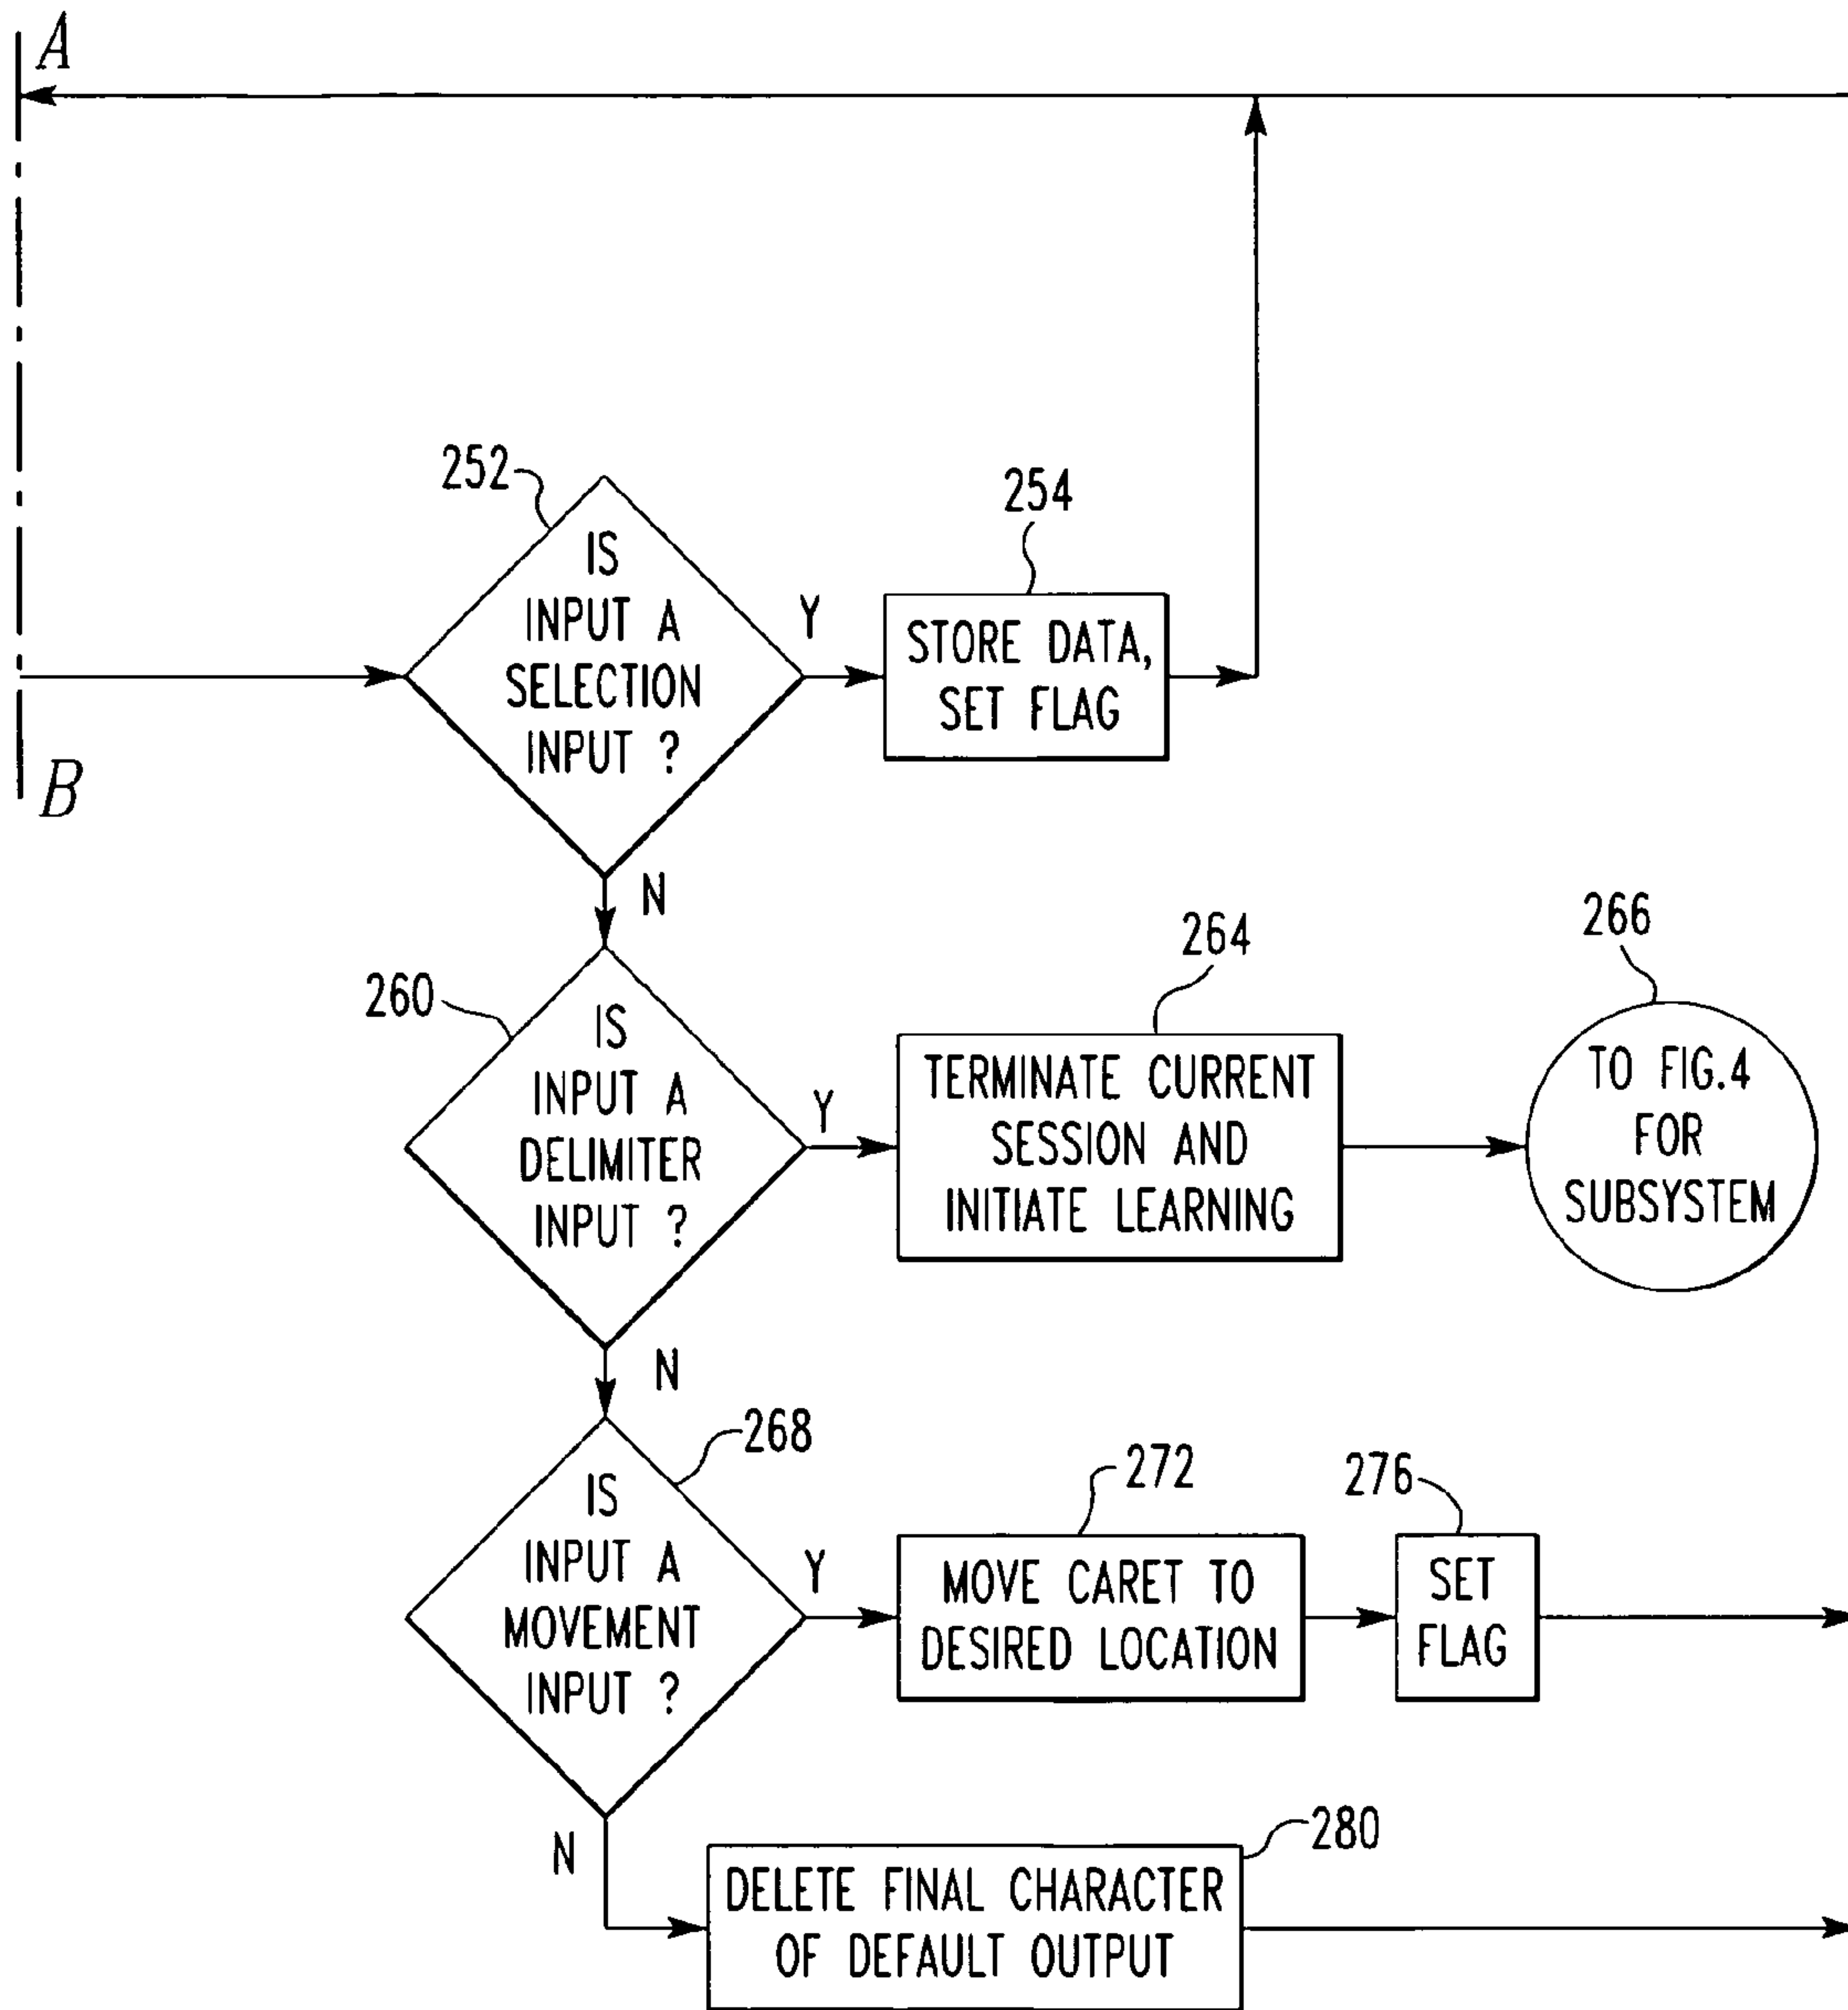 A
B
252
IS
INPUT A
SELECTION
INPUT ?
Y
N
254
STORE DATA,
SET FLAG
260
IS
INPUT A
DELIMITER
INPUT ?
Y
N
264
TERMINATE CURRENT
SESSION AND
INITIATE LEARNING
266
TO FIG.4
FOR
SUBSYSTEM
268
IS
INPUT A
MOVEMENT
INPUT ?
Y
N
272
MOVE CARET TO
DESIRED LOCATION
276
SET
FLAG
280
DELETE FINAL CHARACTER
OF DEFAULT OUTPUT